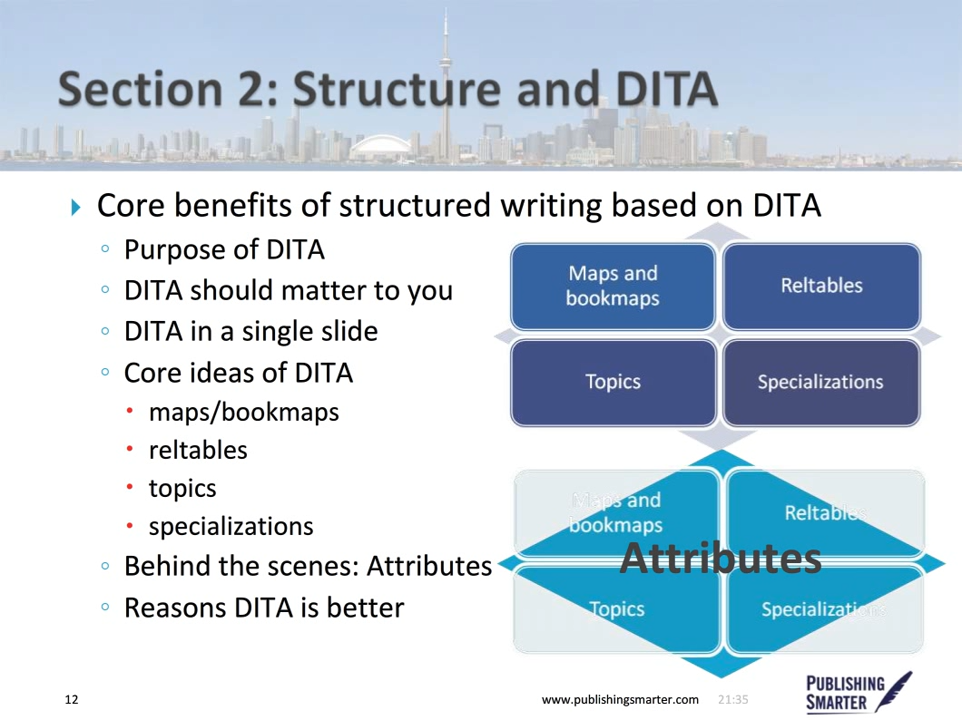 Section 2: Structure and DITA
Core benefits of structured writing based on DITA
Purpose of DITA
DITA should matter to you
DITA in a single slide
Core ideas of DITA
maps/bookmaps
reltables
topics
specializations
Behind the scenes: Attributes
Reasons DITA is better
Maps and
bookmaps
Reltables
Topics
Specializations
Maps and
bookmaps
Reltables
Attributes
Topics
Specializations
12
www.publishingsmarter.com
21:35
PUBLISHING
SMARTER